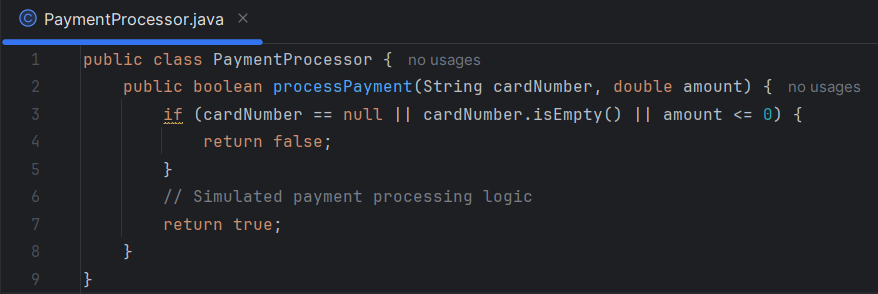 PaymentProcessor.java
1 public class PaymentProcessor { no usages
2 public boolean processPayment(String cardNumber, double amount) { no usages
3 if (cardNumber == null || cardNumber.isEmpty() || amount <= 0) {
4 return false;
5 }
6 // Simulated payment processing logic
7 return true;
8 }
9 }